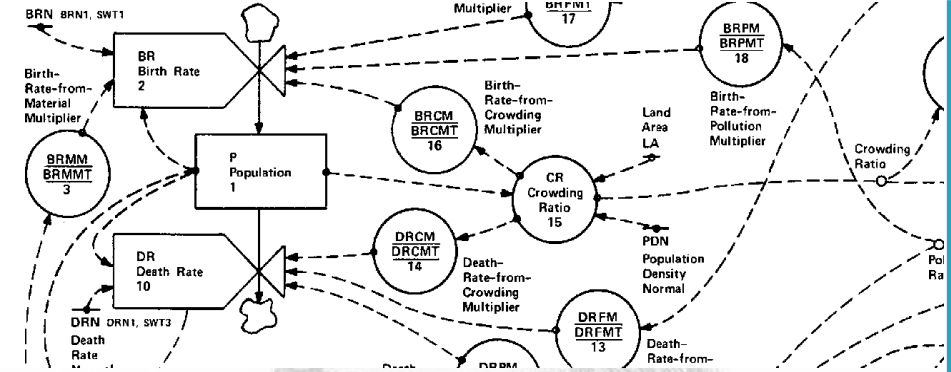 BRN BRN1, SWT1
BR
Birth Rate
2
Multiplier
BRFMT
17
BRPM
BRPMT
18
Birth-
Rate-from-
Material
Multiplier
Birth-
Rate-from-
Crowding
Multiplier
Birth-
Rate-from-
Pollution
Multiplier
BRCM
BRCMT
16
Land
Area
LA
BRMM
BRMMT
3
P
Population
1
CR
Crowding
Ratio
15
Crowding
Ratio
DR
Death Rate
10
DRCM
DRCMT
14
PDN
Population
Density
Normal
Death-
Rate-from-
Crowding
Multiplier
DRN DRN1, SWT3
Death
Rate
DRFM
DRFMT
13
Death-
Rate-from-
Death-
DRPM